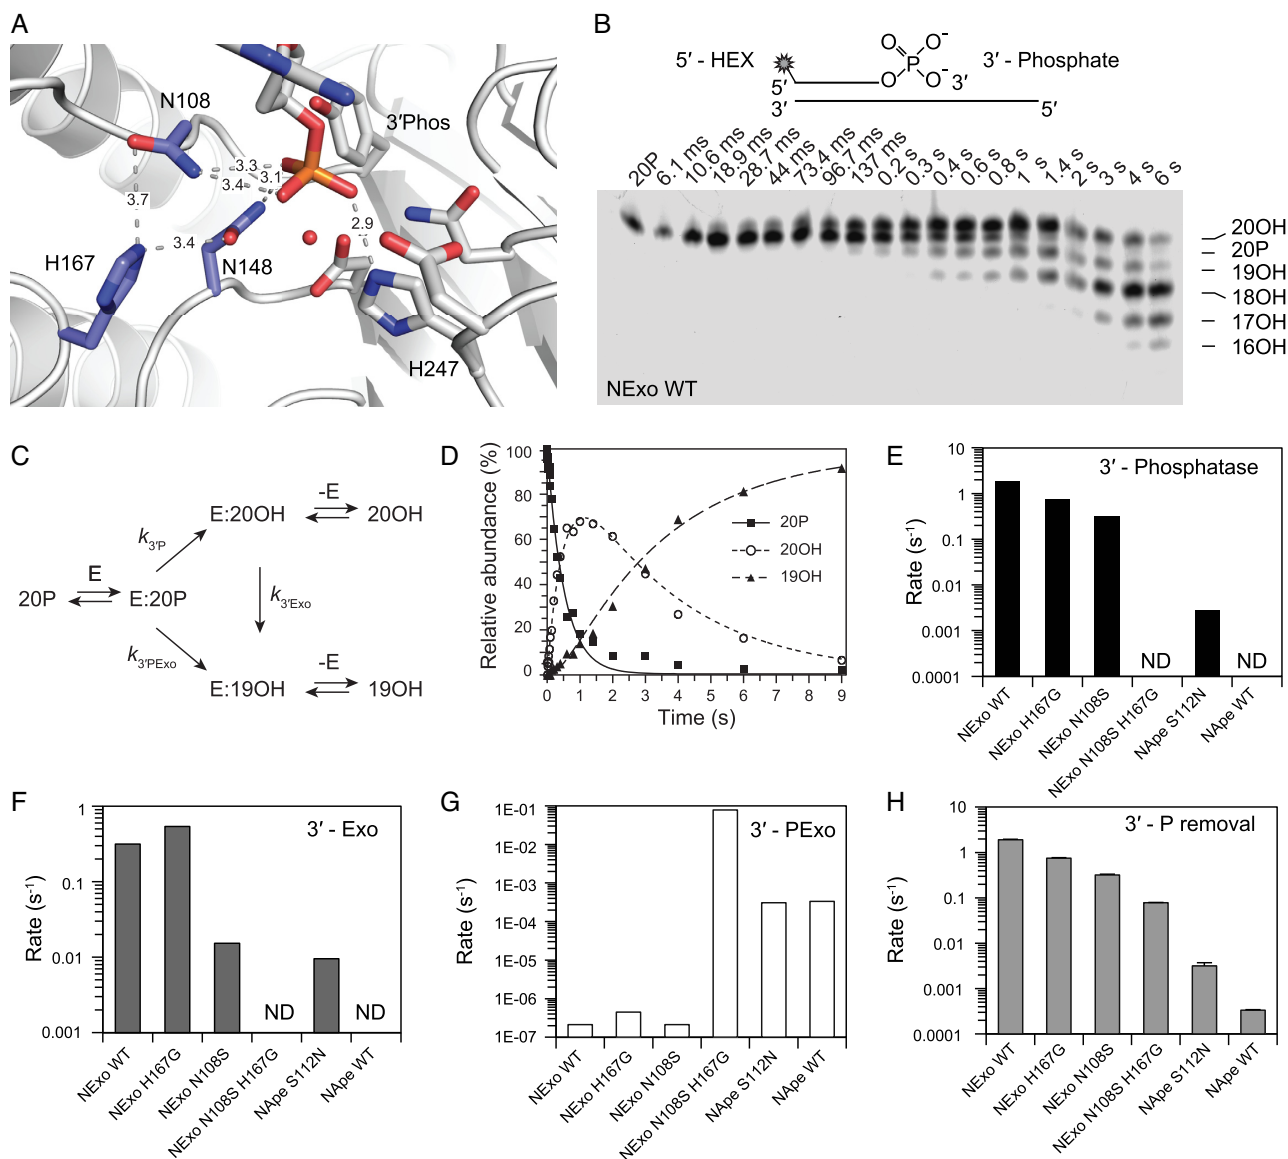 A
N108
3′Phos
3.3
3.1
3.4
3.7
2.9
3.4
H167
N148
H247
B
5′ - HEX
O
O⁻
P
O
O⁻
3′
3′ - Phosphate
5′
3′
5′
20P
6.1 ms
10.6 ms
18.9 ms
28.7 ms
44 ms
73.4 ms
96.7 ms
137 ms
0.2 s
0.3 s
0.4 s
0.6 s
0.8 s
1 s
1.4 s
2 s
3 s
4 s
6 s
20OH
20P
19OH
18OH
17OH
16OH
NExo WT
C
-E
E:20OH
20OH
k3′P
E
20P
E:20P
k3′Exo
k3′PExo
-E
E:19OH
19OH
D
Relative abundance (%)
100
80
60
40
20
0
20P
20OH
19OH
0 1 2 3 4 5 6 7 8 9
Time (s)
E
3′ - Phosphatase
Rate (s⁻¹)
10
1
0.1
0.01
0.001
0.0001
ND
ND
NExo WT
NExo H167G
NExo N108S
NExo N108S H167G
NApe S112N
NApe WT
F
3′ - Exo
Rate (s⁻¹)
1
0.1
0.01
0.001
ND
ND
NExo WT
NExo H167G
NExo N108S
NExo N108S H167G
NApe S112N
NApe WT
G
3′ - PExo
Rate (s⁻¹)
1E-01
1E-02
1E-03
1E-04
1E-05
1E-06
1E-07
NExo WT
NExo H167G
NExo N108S
NExo N108S H167G
NApe S112N
NApe WT
H
3′ - P removal
Rate (s⁻¹)
10
1
0.1
0.01
0.001
0.0001
NExo WT
NExo H167G
NExo N108S
NExo N108S H167G
NApe S112N
NApe WT